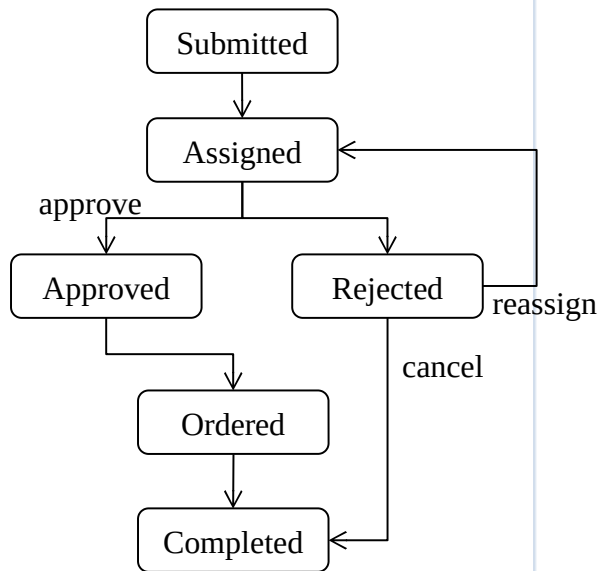 Submitted
Assigned
approve
Approved
Rejected
reassign
cancel
Ordered
Completed